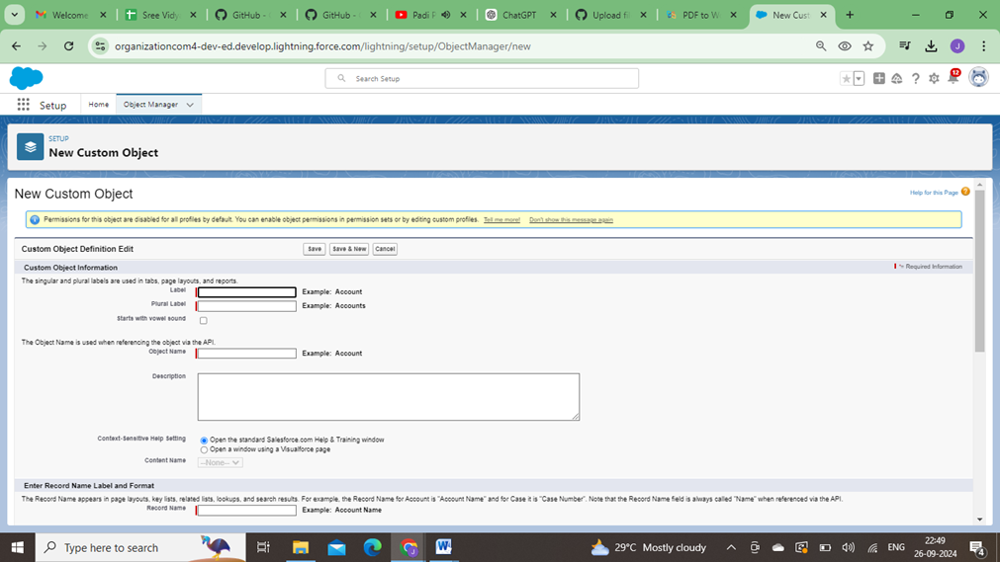 Welcome
Sree Vidy
GitHub -
GitHub -
Padi P
ChatGPT
Upload fil
PDF to W
New Cust
organizationcom4-dev-ed.develop.lightning.force.com/lightning/setup/ObjectManager/new
J
Search Setup
12
Setup
Home
Object Manager
SETUP
New Custom Object
New Custom Object
Help for this Page
Permissions for this object are disabled for all profiles by default. You can enable object permissions in permission sets or by editing custom profiles. Tell me more! Don't show this message again
Custom Object Definition Edit
Save
Save & New
Cancel
Custom Object Information
= Required Information
The singular and plural labels are used in tabs, page layouts, and reports.
Label
Example: Account
Plural Label
Example: Accounts
Starts with vowel sound
The Object Name is used when referencing the object via the API.
Object Name
Example: Account
Description
Context-Sensitive Help Setting
Open the standard Salesforce.com Help & Training window
Open a window using a Visualforce page
Content Name
--None--
Enter Record Name Label and Format
The Record Name appears in page layouts, key lists, related lists, lookups, and search results. For example, the Record Name for Account is "Account Name" and for Case it is "Case Number". Note that the Record Name field is always called "Name" when referenced via the API.
Record Name
Example: Account Name
Type here to search
29°C Mostly cloudy
ENG
22:49
26-09-2024
4